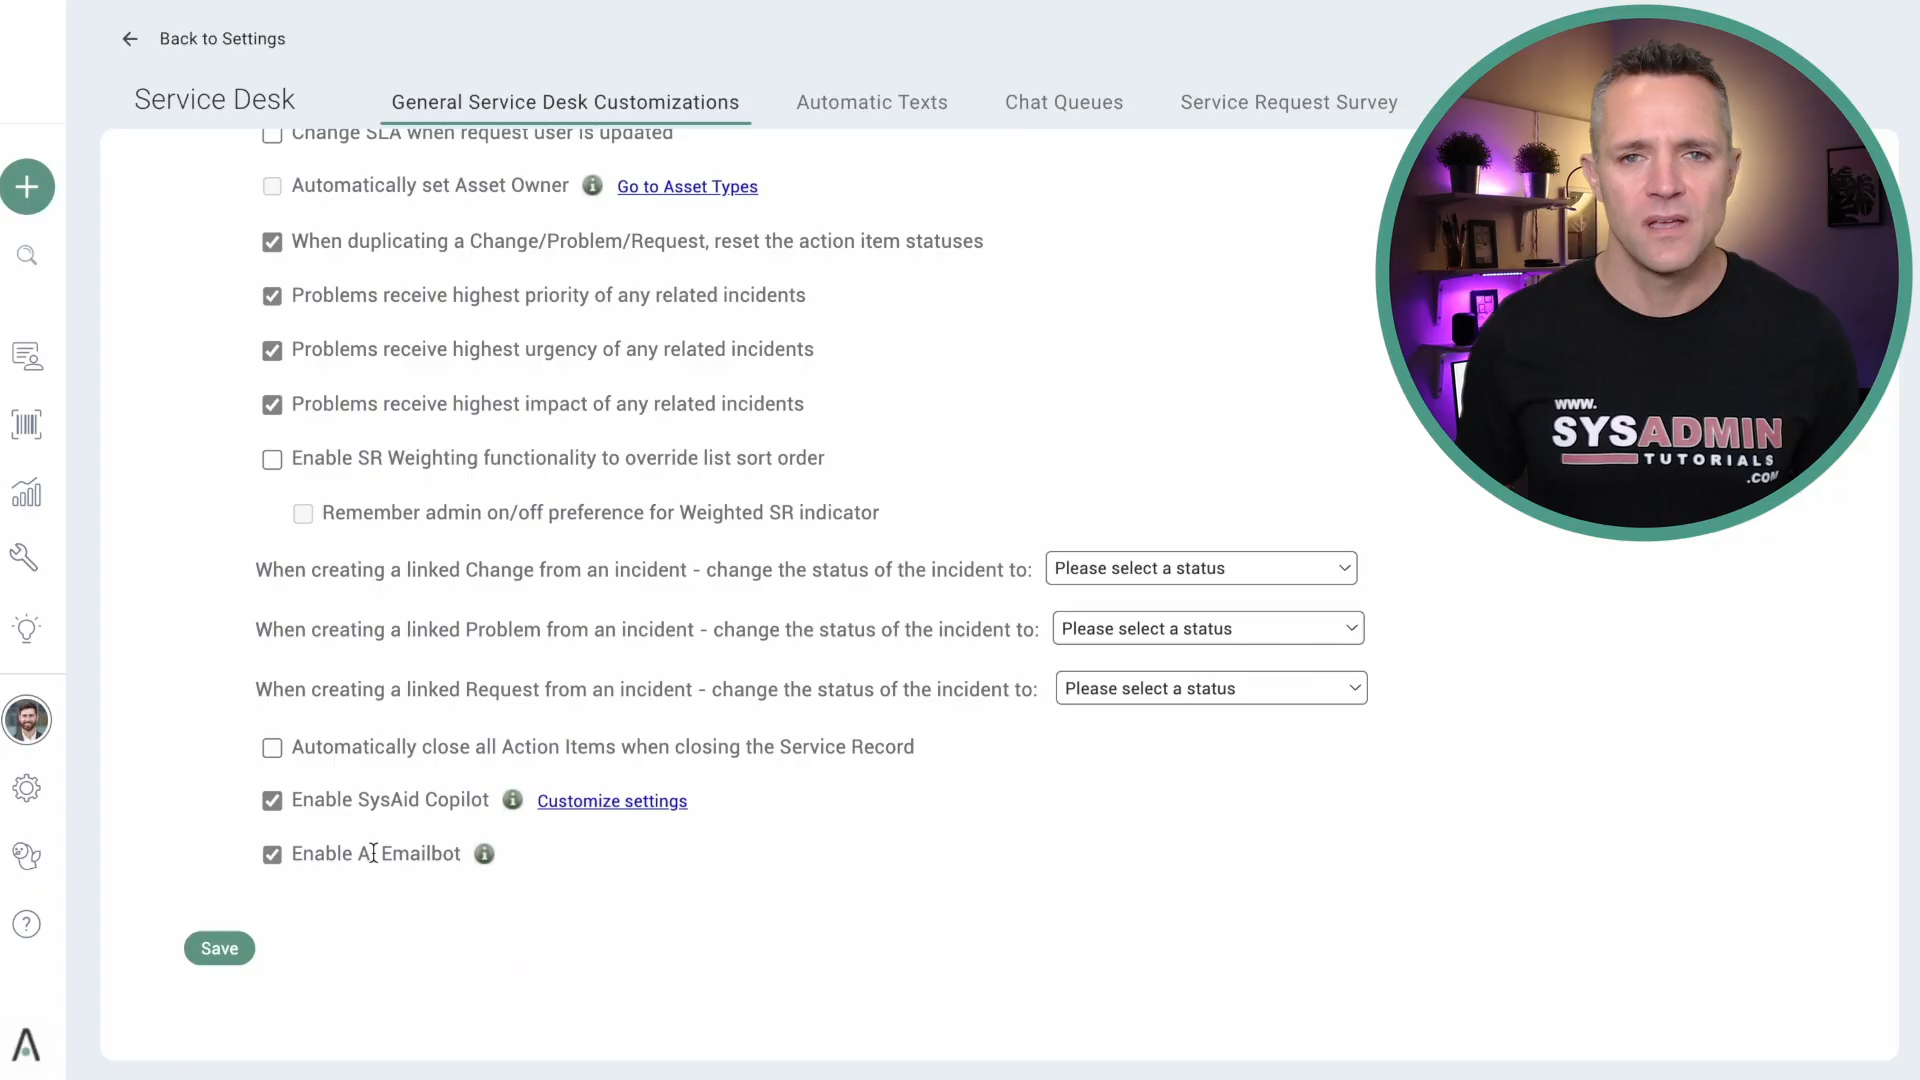 Back to Settings
Service Desk
General Service Desk Customizations
Automatic Texts
Chat Queues
Service Request Survey
Change SLA when request user is updated
Automatically set Asset Owner Go to Asset Types
When duplicating a Change/Problem/Request, reset the action item statuses
Problems receive highest priority of any related incidents
Problems receive highest urgency of any related incidents
Problems receive highest impact of any related incidents
Enable SR Weighting functionality to override list sort order
Remember admin on/off preference for Weighted SR indicator
When creating a linked Change from an incident - change the status of the incident to: Please select a status
When creating a linked Problem from an incident - change the status of the incident to: Please select a status
When creating a linked Request from an incident - change the status of the incident to: Please select a status
Automatically close all Action Items when closing the Service Record
Enable SysAid Copilot Customize settings
Enable AI Emailbot
Save
WWW.
SYSADMIN
TUTORIALS
.COM